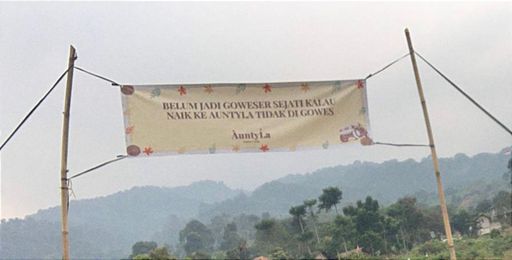 BELUM JADI GOWESER SEJATI KALAU
NAIK KE AUNTYLA TIDAK DI GOWES
AuntyLa